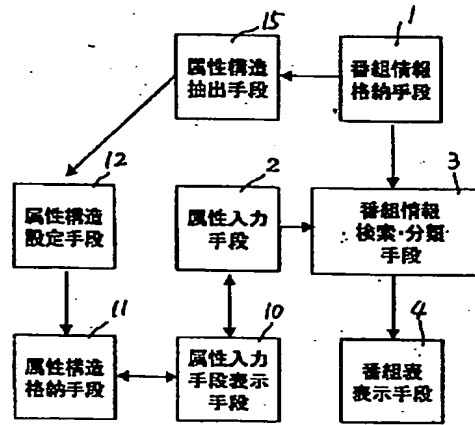 15
1
属性構造
抽出手段
番組情報
格納手段
12
2
3
属性構造
設定手段
属性入力
手段
番組情報
検索・分類
手段
11
10
4
属性構造
格納手段
属性入力
手段表示
手段
番組表
表示手段